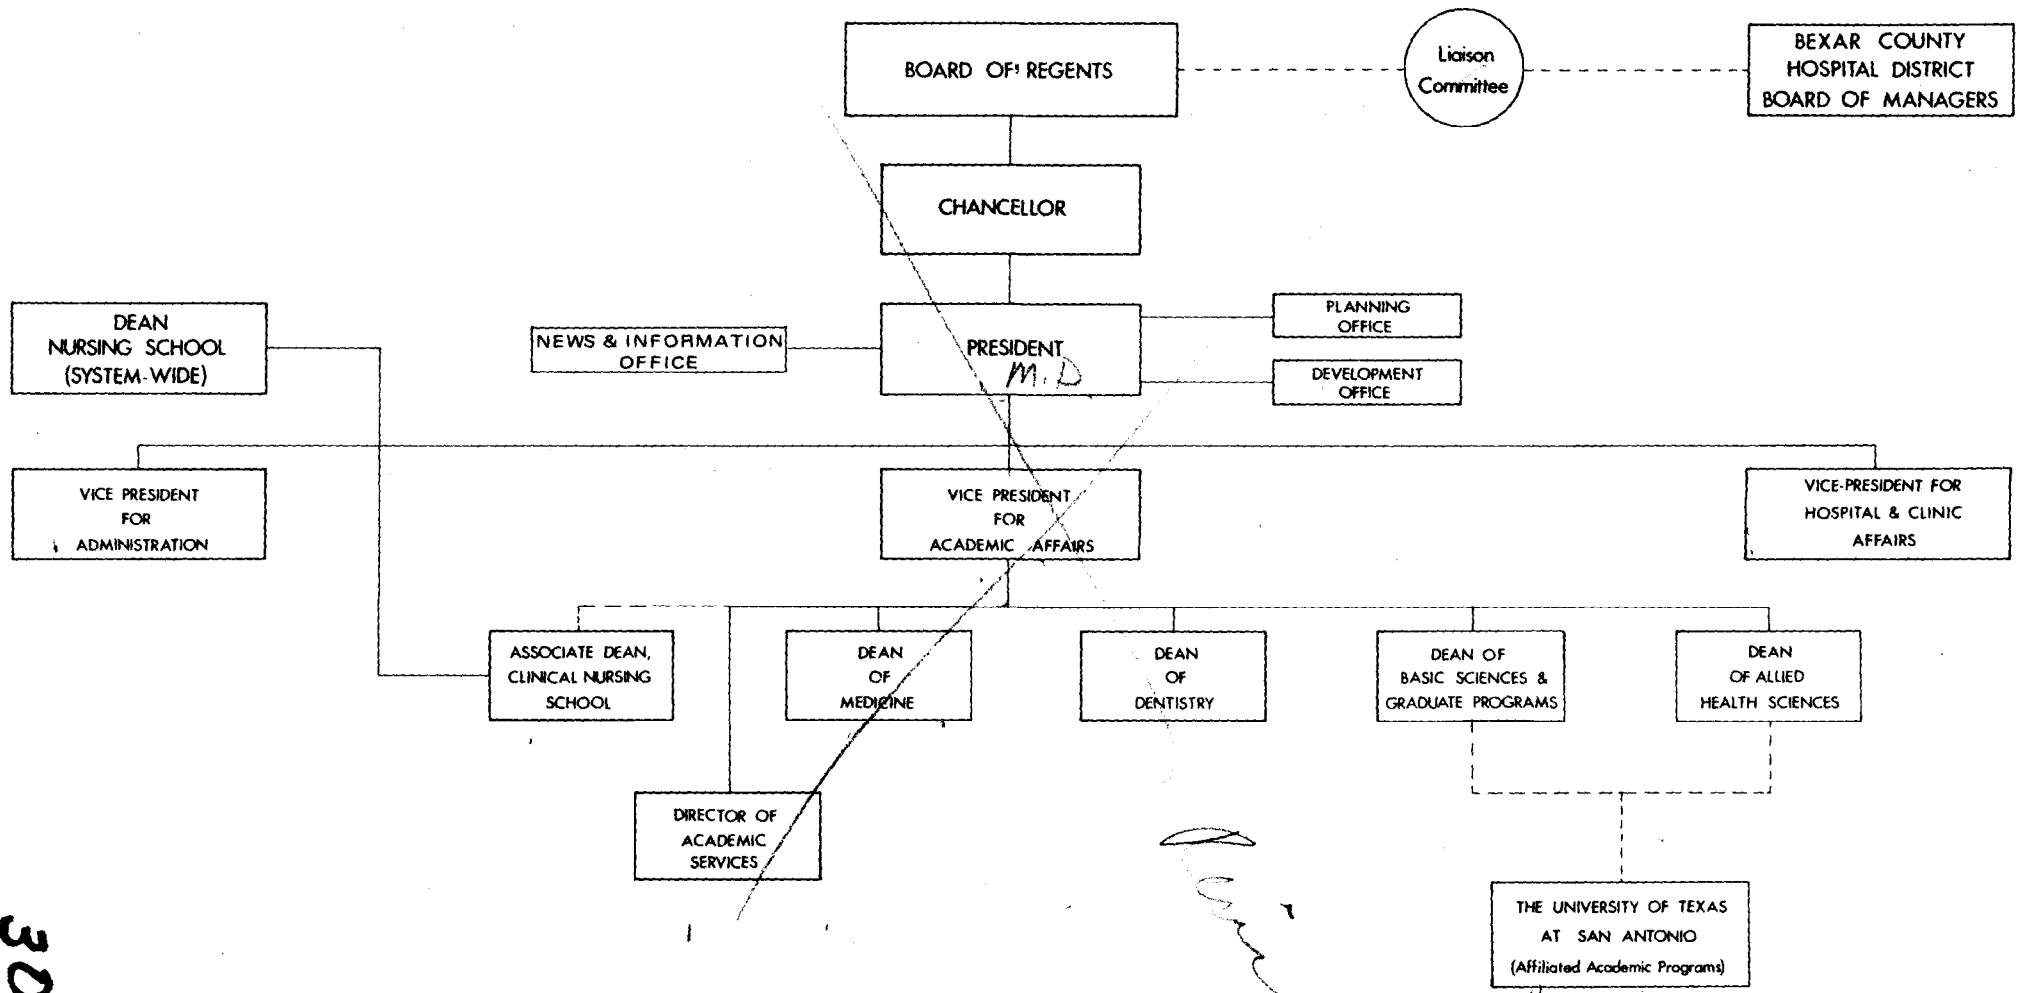 BOARD OF REGENTS
Liaison
Committee
BEXAR COUNTY
HOSPITAL DISTRICT
BOARD OF MANAGERS
CHANCELLOR
DEAN
NURSING SCHOOL
(SYSTEM-WIDE)
NEWS & INFORMATION
OFFICE
PRESIDENT
M.D
PLANNING
OFFICE
DEVELOPMENT
OFFICE
VICE PRESIDENT
FOR
ADMINISTRATION
VICE PRESIDENT
FOR
ACADEMIC AFFAIRS
VICE-PRESIDENT FOR
HOSPITAL & CLINIC
AFFAIRS
ASSOCIATE DEAN,
CLINICAL NURSING
SCHOOL
DEAN
OF
MEDICINE
DEAN
OF
DENTISTRY
DEAN OF
BASIC SCIENCES &
GRADUATE PROGRAMS
DEAN
OF ALLIED
HEALTH SCIENCES
DIRECTOR OF
ACADEMIC
SERVICES
THE UNIVERSITY OF TEXAS
AT SAN ANTONIO
(Affiliated Academic Programs)